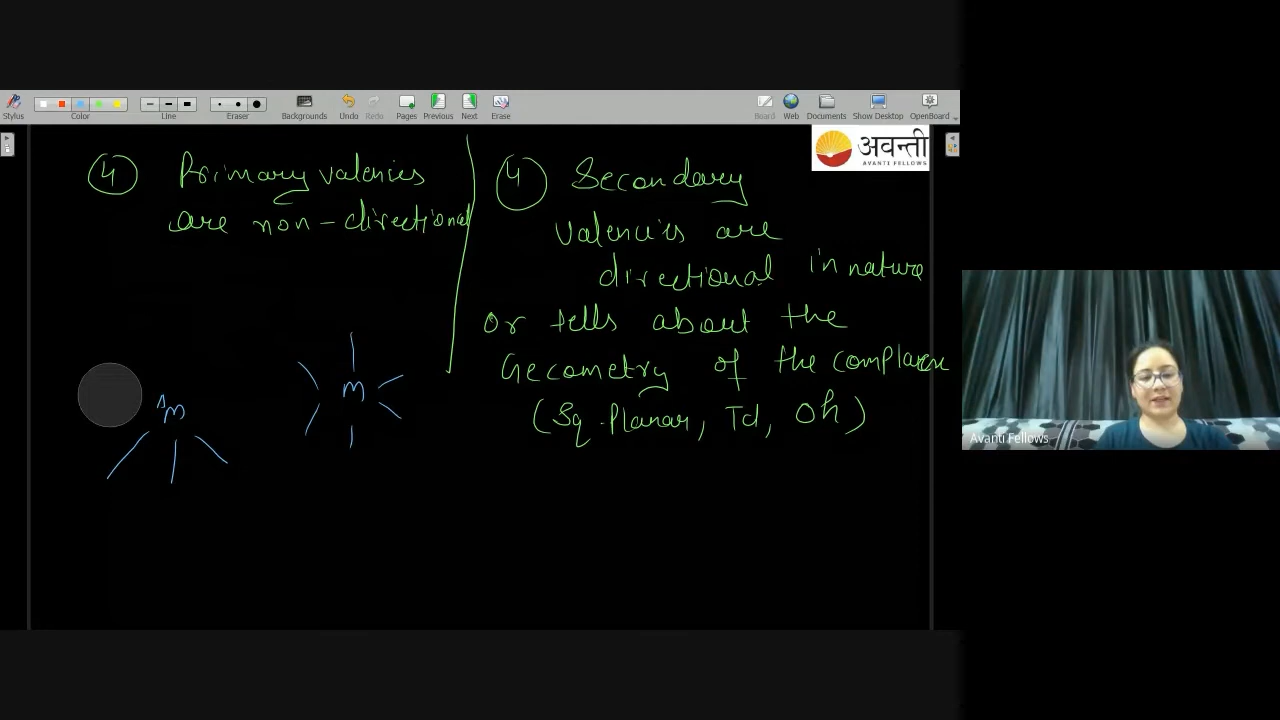 Stylus
Color
Line
Eraser
Backgrounds
Undo
Redo
Pages
Previous
Next
Erase
Board
Web
Documents
Show Desktop
OpenBoard
अवन्ती
AVANTI FELLOWS
4 Primary valencies
are non-directional
4 Secondary
valencies are
directional in nature
or tells about the
Geometry of the
(Sq. Planar, Td, Oh)
M
M
Avanti Fellows